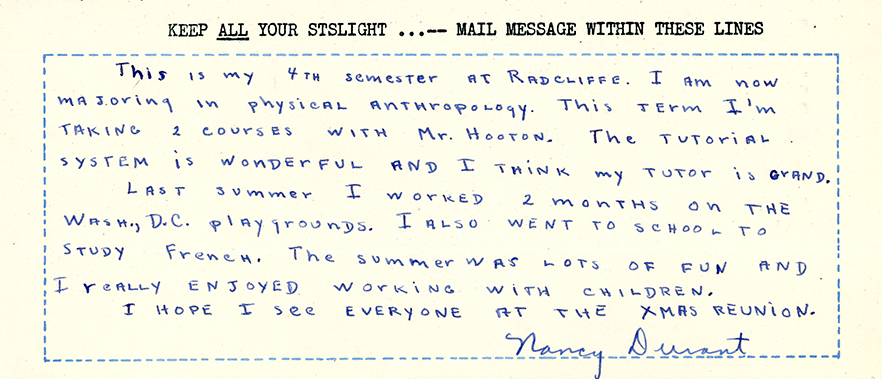 KEEP ALL YOUR STSLIGHT ...-- MAIL MESSAGE WITHIN THESE LINES
This is my 4TH semester AT RADCLIFFE. I Am now
majoring in physical ANTHROPOLOGY. This TERM I'm
TAKING 2 COURSES WITH Mr. HOOTON. The TUTORIAL
SYSTEM is WONDERFUL AND I THINK my TUTOR is GRAND.
LAST summer I WORKED 2 MONTHS on THE
WASH., D.C. playgrounds. I ALSO WENT TO SCHOOL TO
STUDY French. The summer WAS LOTS OF FUN AND
I reALLY ENJOYED WORKING WITH CHILDREN.
I HOPE I see EVERYONE AT THE XMAS REUNION.
Nancy Durant